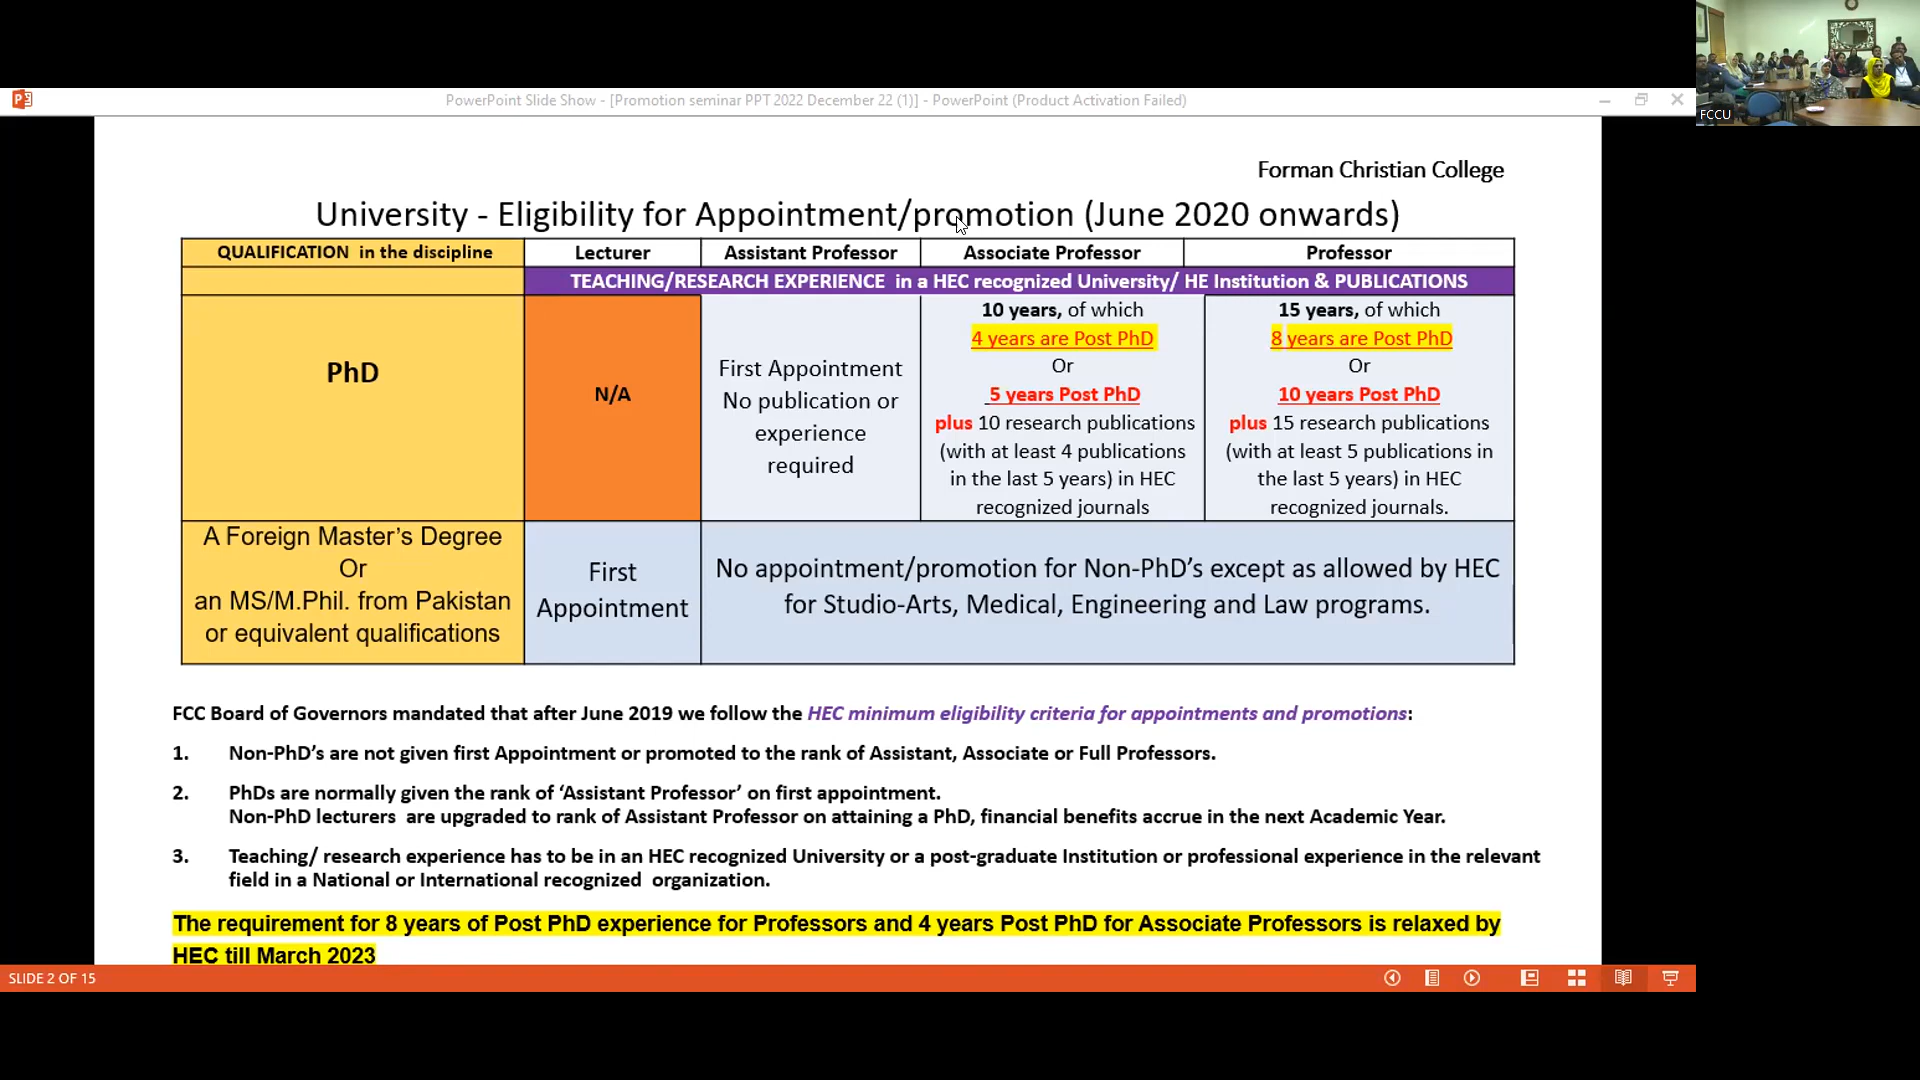 PowerPoint Slide Show - [Promotion seminar PPT 2022 December 22 (1)] - PowerPoint (Product Activation Failed)
FCCU
Forman Christian College
University - Eligibility for Appointment/promotion (June 2020 onwards)
QUALIFICATION in the discipline
Lecturer
Assistant Professor
Associate Professor
Professor
TEACHING/RESEARCH EXPERIENCE in a HEC recognized University/ HE Institution & PUBLICATIONS
PhD
N/A
First Appointment
No publication or
experience
required
10 years, of which
4 years are Post PhD
Or
5 years Post PhD
plus 10 research publications
(with at least 4 publications
in the last 5 years) in HEC
recognized journals
15 years, of which
8 years are Post PhD
Or
10 years Post PhD
plus 15 research publications
(with at least 5 publications in
the last 5 years) in HEC
recognized journals.
A Foreign Master's Degree
Or
an MS/M.Phil. from Pakistan
or equivalent qualifications
First
Appointment
No appointment/promotion for Non-PhD's except as allowed by HEC
for Studio-Arts, Medical, Engineering and Law programs.
FCC Board of Governors mandated that after June 2019 we follow the HEC minimum eligibility criteria for appointments and promotions:
1. Non-PhD's are not given first Appointment or promoted to the rank of Assistant, Associate or Full Professors.
2. PhDs are normally given the rank of 'Assistant Professor' on first appointment.
Non-PhD lecturers are upgraded to rank of Assistant Professor on attaining a PhD, financial benefits accrue in the next Academic Year.
3. Teaching/ research experience has to be in an HEC recognized University or a post-graduate Institution or professional experience in the relevant
field in a National or International recognized organization.
The requirement for 8 years of Post PhD experience for Professors and 4 years Post PhD for Associate Professors is relaxed by
HEC till March 2023
SLIDE 2 OF 15